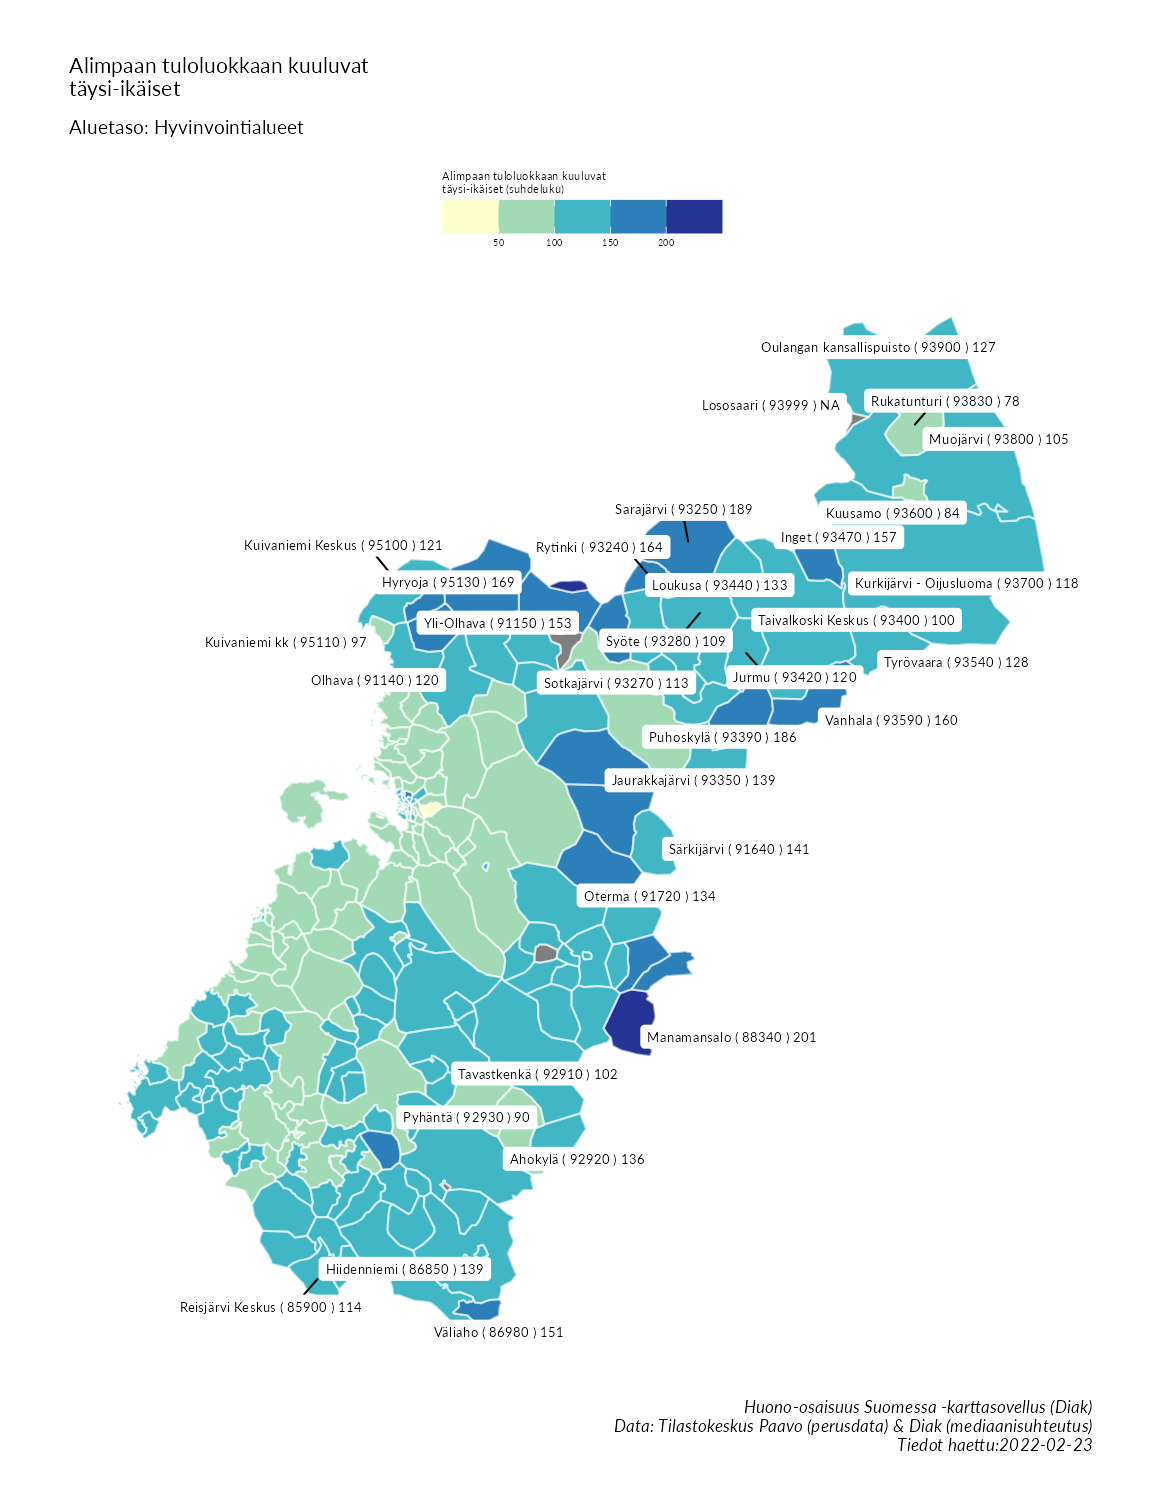 Alimpaan tuloluokkaan kuuluvat
täysi-ikäiset
Aluetaso: Hyvinvointialueet
Alimpaan tuloluokkaan kuuluvat
täysi-ikäiset (suhdeluku)
50 100 150 200
Oulangan kansallispuisto ( 93900 ) 127
Rukatunturi ( 93830 ) 78
Lososaari ( 93999 ) NA
Muojärvi ( 93800 ) 105
Sarajärvi ( 93250 ) 189
Kuusamo ( 93600 ) 84
Inget ( 93470 ) 157
Kuivaniemi Keskus ( 95100 ) 121
Rytinki ( 93240 ) 164
Hyryoja ( 95130 ) 169
Loukusa ( 93440 ) 133
Kurkijärvi - Oijusluoma ( 93700 ) 118
Yli-Olhava ( 91150 ) 153
Taivalkoski Keskus ( 93400 ) 100
Kuivaniemi kk ( 95110 ) 97
Syöte ( 93280 ) 109
Tyrövaara ( 93540 ) 128
Olhava ( 91140 ) 120
Sotkajärvi ( 93270 ) 113
Jurmu ( 93420 ) 120
Vanhala ( 93590 ) 160
Puhoskylä ( 93390 ) 186
Jaurakkajärvi ( 93350 ) 139
Särkijärvi ( 91640 ) 141
Oterma ( 91720 ) 134
Manamansalo ( 88340 ) 201
Tavastkenkä ( 92910 ) 102
Pyhäntä ( 92930 ) 90
Ahokylä ( 92920 ) 136
Hiidenniemi ( 86850 ) 139
Reisjärvi Keskus ( 85900 ) 114
Väliaho ( 86980 ) 151
Huono-osaisuus Suomessa -karttasovellus (Diak)
Data: Tilastokeskus Paavo (perusdata) & Diak (mediaanisuhteutus)
Tiedot haettu:2022-02-23